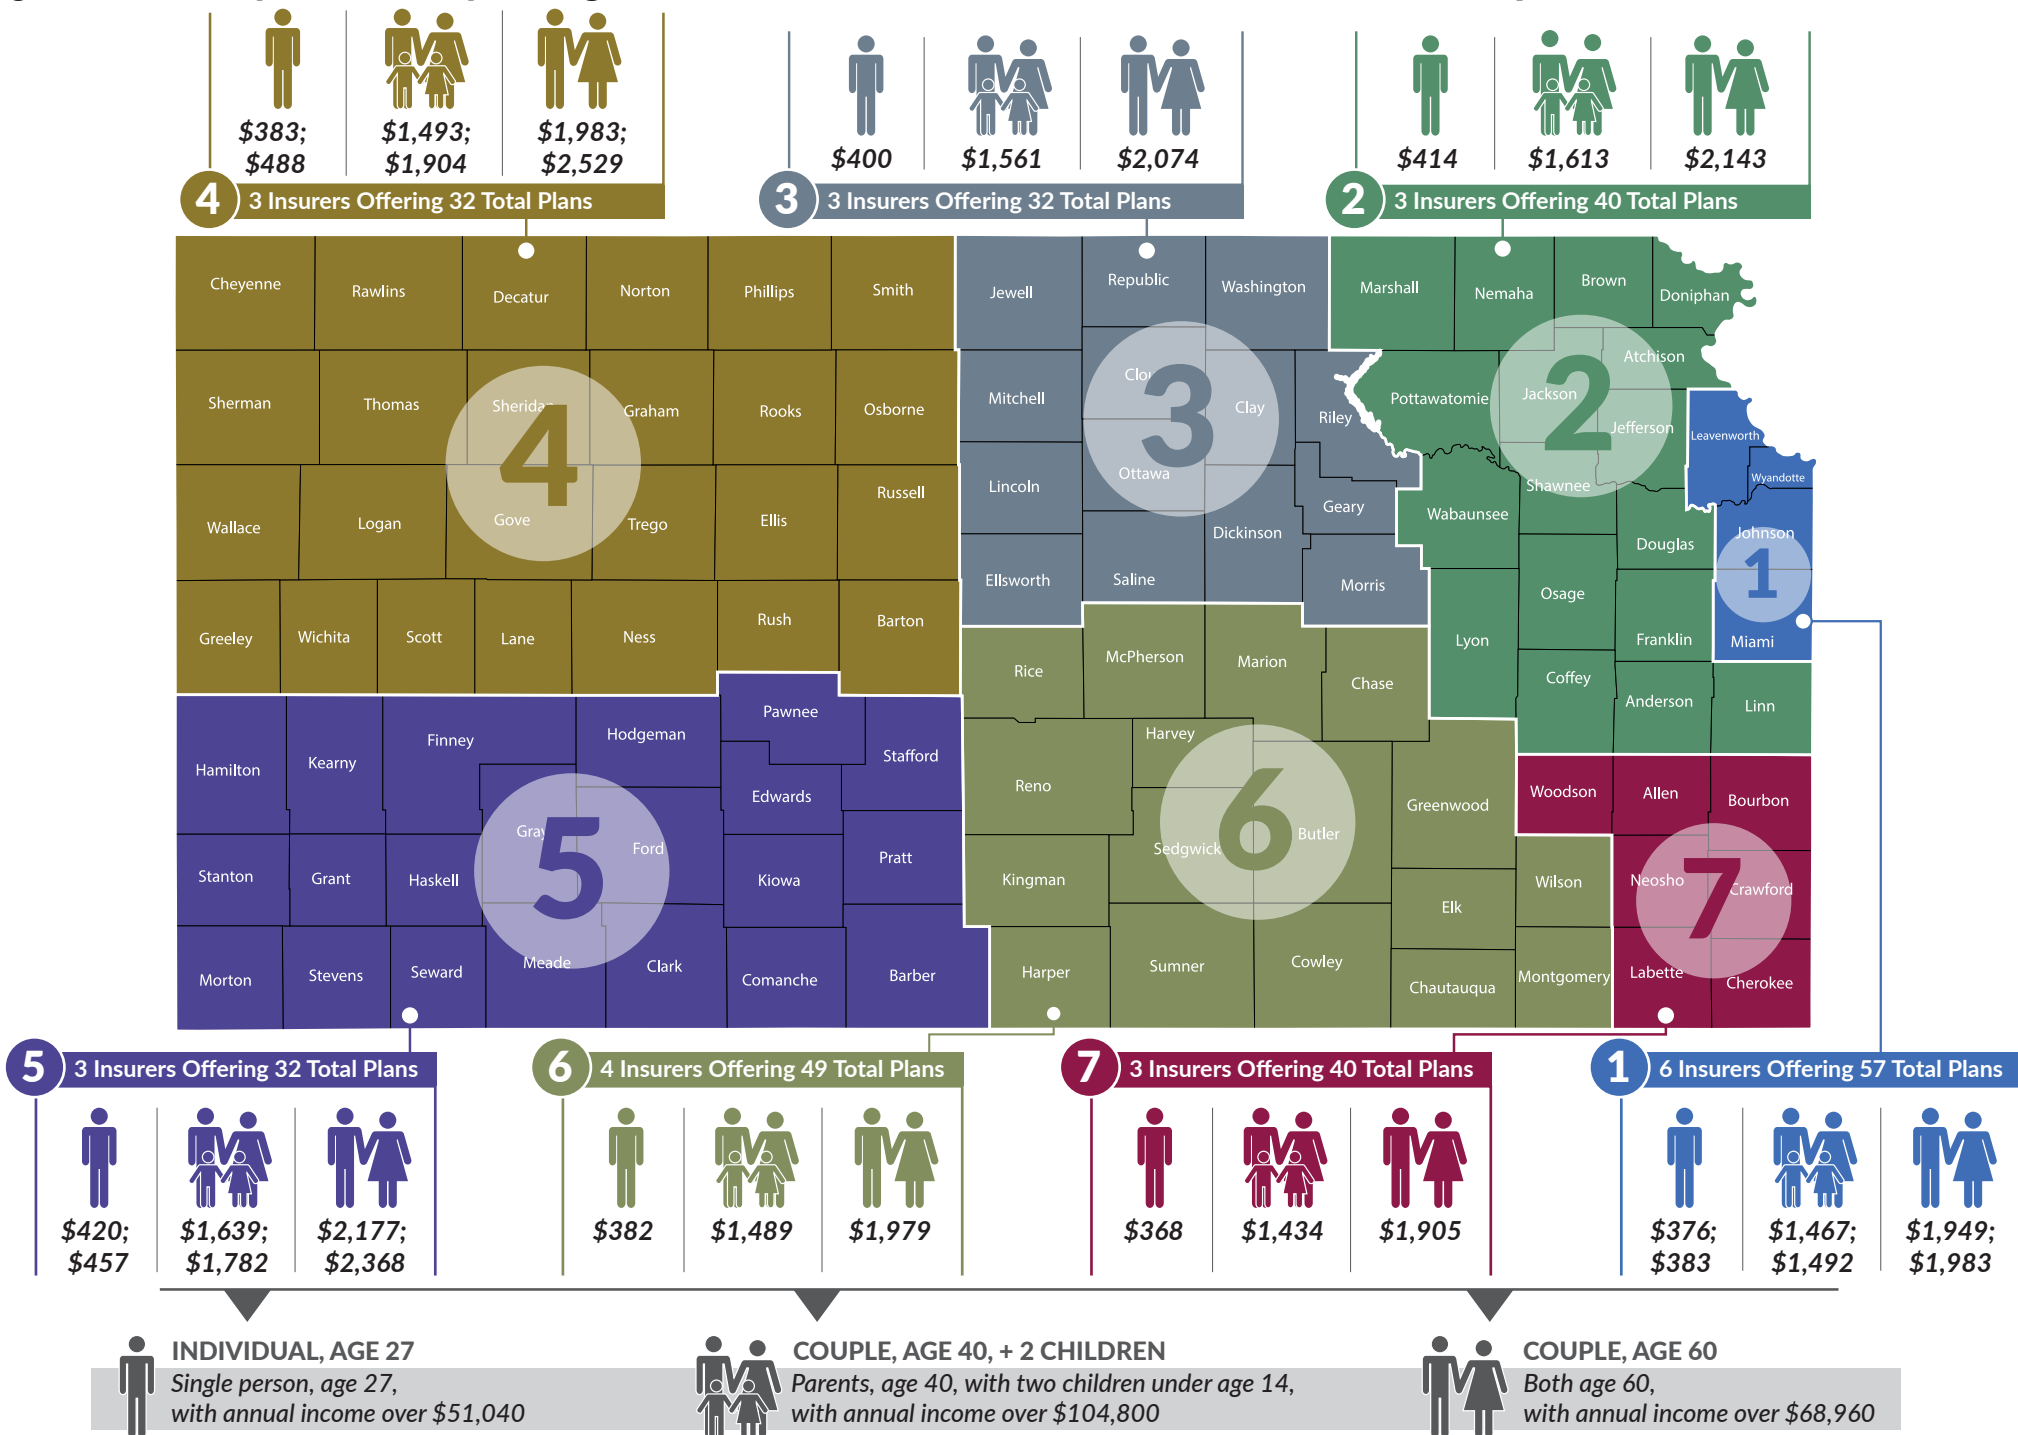 $383;
$488
$1,493;
$1,904
$1,983;
$2,529
4 3 Insurers Offering 32 Total Plans
$400
$1,561
$2,074
3 3 Insurers Offering 32 Total Plans
$414
$1,613
$2,143
2 3 Insurers Offering 40 Total Plans
Cheyenne
Rawlins
Decatur
Norton
Phillips
Smith
Sherman
Thomas
Graham
Rooks
Osborne
4
Wallace
Logan
Gove
Trego
Ellis
Russell
Greeley
Wichita
Scott
Lane
Ness
Rush
Barton
Jewell
Republic
Washington
Mitchell
Clay
Riley
3
Lincoln
Ottawa
Dickinson
Geary
Ellsworth
Saline
Morris
Marshall
Nemaha
Brown
Doniphan
Atchison
Pottawatomie
Jackson
Jefferson
2
Shawnee
Wabaunsee
Douglas
Osage
Lyon
Franklin
Coffey
Anderson
Linn
Leavenworth
Wyandotte
Johnson
1
Miami
Hamilton
Kearny
Finney
Hodgeman
Pawnee
Stafford
Edwards
Gray
Ford
5
Stanton
Grant
Haskell
Kiowa
Pratt
Morton
Stevens
Seward
Meade
Clark
Comanche
Barber
Rice
McPherson
Marion
Chase
Reno
Harvey
Sedgwick
6
Butler
Greenwood
Kingman
Elk
Wilson
Harper
Sumner
Cowley
Chautauqua
Montgomery
Woodson
Allen
Bourbon
Neosho
7
Crawford
Labette
Cherokee
5 3 Insurers Offering 32 Total Plans
$420;
$457
$1,639;
$1,782
$2,177;
$2,368
6 4 Insurers Offering 49 Total Plans
$382
$1,489
$1,979
7 3 Insurers Offering 40 Total Plans
$368
$1,434
$1,905
1 6 Insurers Offering 57 Total Plans
$376;
$383
$1,467;
$1,492
$1,949;
$1,983
INDIVIDUAL, AGE 27
Single person, age 27,
with annual income over $51,040
COUPLE, AGE 40, + 2 CHILDREN
Parents, age 40, with two children under age 14,
with annual income over $104,800
COUPLE, AGE 60
Both age 60,
with annual income over $68,960